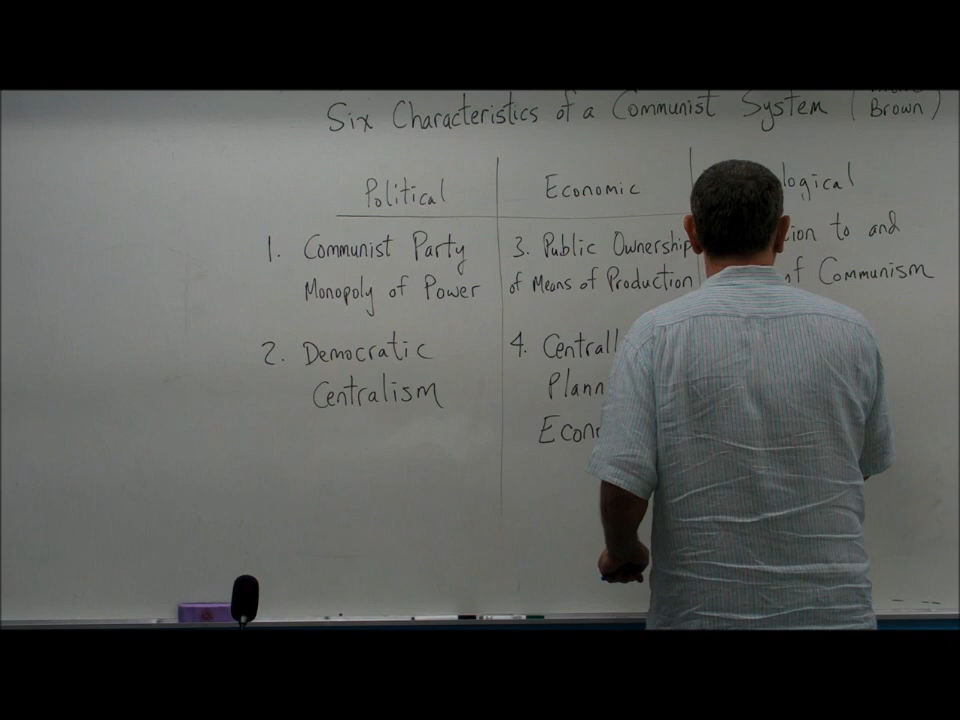 Six Characteristics of a Communist System (
Brown)
Political
Economic
logical
1. Communist Party
Monopoly of Power
2. Democratic
Centralism
3. Public Ownership
of Means of Production
4. Centrall
Plann
Econ
ion to and
of Communism